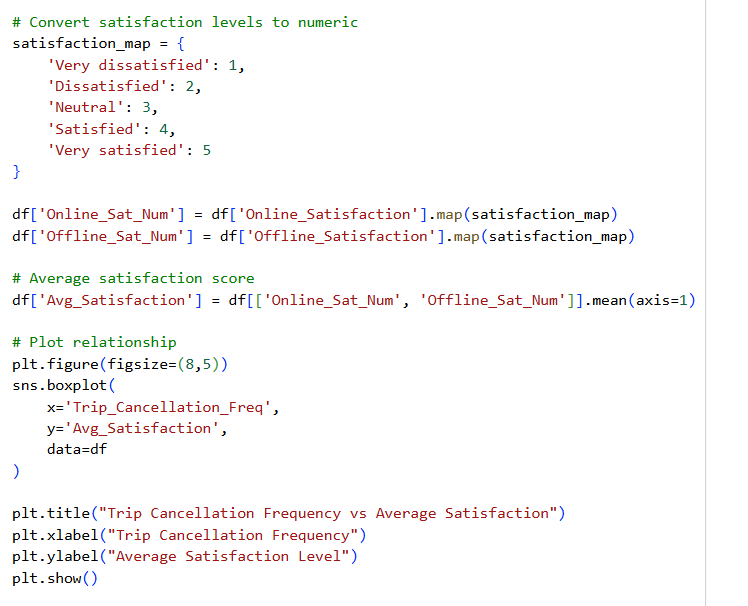 # Convert satisfaction levels to numeric
satisfaction_map = {
    'Very dissatisfied': 1,
    'Dissatisfied': 2,
    'Neutral': 3,
    'Satisfied': 4,
    'Very satisfied': 5
}

df['Online_Sat_Num'] = df['Online_Satisfaction'].map(satisfaction_map)
df['Offline_Sat_Num'] = df['Offline_Satisfaction'].map(satisfaction_map)

# Average satisfaction score
df['Avg_Satisfaction'] = df[['Online_Sat_Num', 'Offline_Sat_Num']].mean(axis=1)

# Plot relationship
plt.figure(figsize=(8,5))
sns.boxplot(
    x='Trip_Cancellation_Freq',
    y='Avg_Satisfaction',
    data=df
)

plt.title("Trip Cancellation Frequency vs Average Satisfaction")
plt.xlabel("Trip Cancellation Frequency")
plt.ylabel("Average Satisfaction Level")
plt.show()